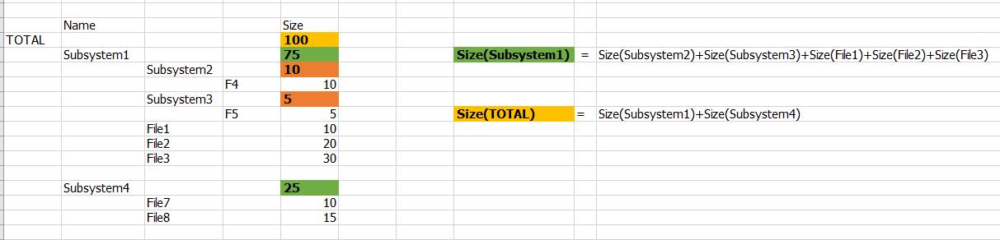 Name Size
TOTAL 100
Subsystem1 75 Size(Subsystem1) = Size(Subsystem2)+Size(Subsystem3)+Size(File1)+Size(File2)+Size(File3)
Subsystem2 10
F4 10
Subsystem3 5
F5 5 Size(TOTAL) = Size(Subsystem1)+Size(Subsystem4)
File1 10
File2 20
File3 30
Subsystem4 25
File7 10
File8 15